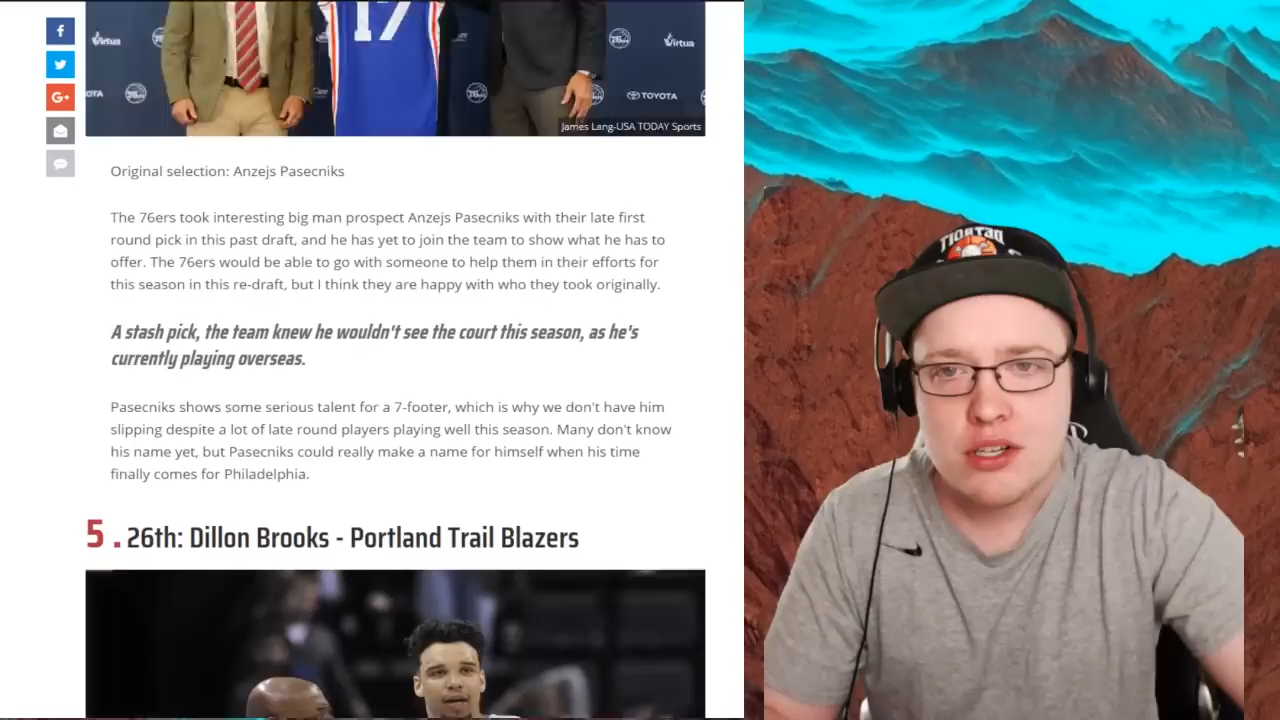 17
Virtua
Virtua
TOYOTA
James Lang-USA TODAY Sports
f
G+
Original selection: Anzejs Pasecniks
The 76ers took interesting big man prospect Anzejs Pasecniks with their late first
round pick in this past draft, and he has yet to join the team to show what he has to
offer. The 76ers would be able to go with someone to help them in their efforts for
this season in this re-draft, but I think they are happy with who they took originally.
A stash pick, the team knew he wouldn't see the court this season, as he's
currently playing overseas.
Pasecniks shows some serious talent for a 7-footer, which is why we don't have him
slipping despite a lot of late round players playing well this season. Many don't know
his name yet, but Pasecniks could really make a name for himself when his time
finally comes for Philadelphia.
5 . 26th: Dillon Brooks - Portland Trail Blazers
DETROIT